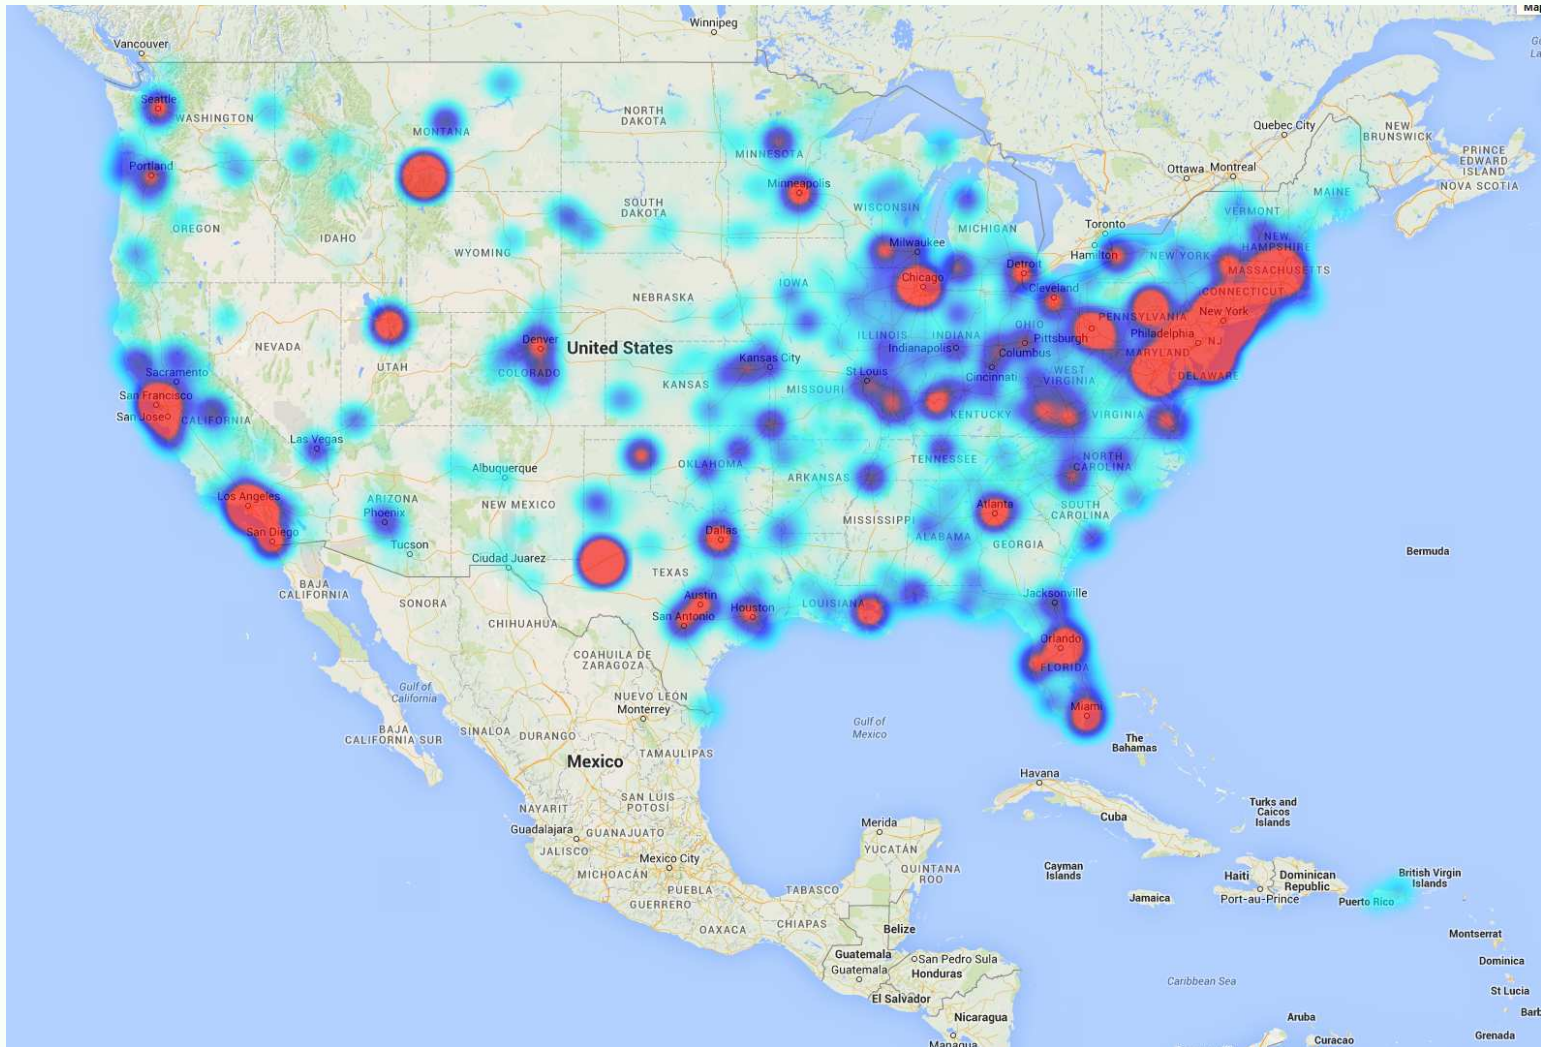 Map
Winnipeg
Vancouver
Seattle
WASHINGTON
MONTANA
NORTH
DAKOTA
MINNESOTA
Quebec City
NEW
BRUNSWICK
PRINCE
EDWARD
ISLAND
NOVA SCOTIA
Ottawa
Montreal
MAINE
Portland
OREGON
IDAHO
WYOMING
SOUTH
DAKOTA
Minneapolis
WISCONSIN
MICHIGAN
Toronto
Hamilton
VERMONT
NEW
HAMPSHIRE
NEW YORK
MASSACHUSETTS
CONNECTICUT
Milwaukee
Detroit
Chicago
Cleveland
IOWA
NEBRASKA
PENNSYLVANIA
New York
Philadelphia
NJ
Pittsburgh
MARYLAND
DELAWARE
OHIO
INDIANA
ILLINOIS
Indianapolis
Columbus
Cincinnati
WEST
VIRGINIA
VIRGINIA
KENTUCKY
NEVADA
UTAH
Denver
COLORADO
United States
Kansas City
KANSAS
MISSOURI
St Louis
Sacramento
San Francisco
San Jose
CALIFORNIA
Las Vegas
Los Angeles
San Diego
ARIZONA
Phoenix
Tucson
Albuquerque
NEW MEXICO
OKLAHOMA
ARKANSAS
TENNESSEE
NORTH
CAROLINA
SOUTH
CAROLINA
Atlanta
MISSISSIPPI
ALABAMA
GEORGIA
Dallas
TEXAS
Ciudad Juarez
Austin
San Antonio
Houston
LOUISIANA
Jacksonville
Orlando
FLORIDA
Miami
Bermuda
BAJA
CALIFORNIA
SONORA
CHIHUAHUA
COAHUILA DE
ZARAGOZA
NUEVO LEÓN
Monterrey
Gulf of
California
BAJA
CALIFORNIA SUR
SINALOA
DURANGO
TAMAULIPAS
Mexico
Gulf of
Mexico
The
Bahamas
Havana
Cuba
Turks and
Caicos
Islands
NAYARIT
SAN LUIS
POTOSÍ
Guadalajara
GUANAJUATO
JALISCO
Mexico City
MICHOACÁN
PUEBLA
GUERRERO
OAXACA
TABASCO
CHIAPAS
Merida
YUCATÁN
QUINTANA
ROO
Cayman
Islands
Jamaica
Haiti
Port-au-Prince
Dominican
Republic
Puerto Rico
British Virgin
Islands
Belize
Guatemala
Guatemala
San Pedro Sula
Honduras
El Salvador
Nicaragua
Managua
Caribbean Sea
Montserrat
Dominica
St Lucia
Grenada
Aruba
Curacao